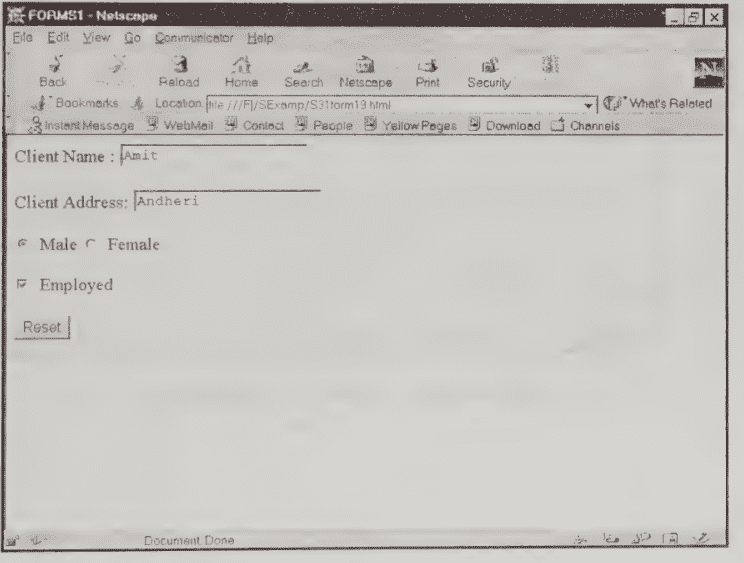 FORMS1 - Netscape
File Edit View Go Communicator Help
Back Reload Home Search Netscape Print Security
Bookmarks Location: file:///F|/SExamp/S31form19.html What's Related
Instant Message WebMail Contact People Yellow Pages Download Channels
Client Name : Amit
Client Address: Andheri
Male Female
Employed
Reset
Document Done